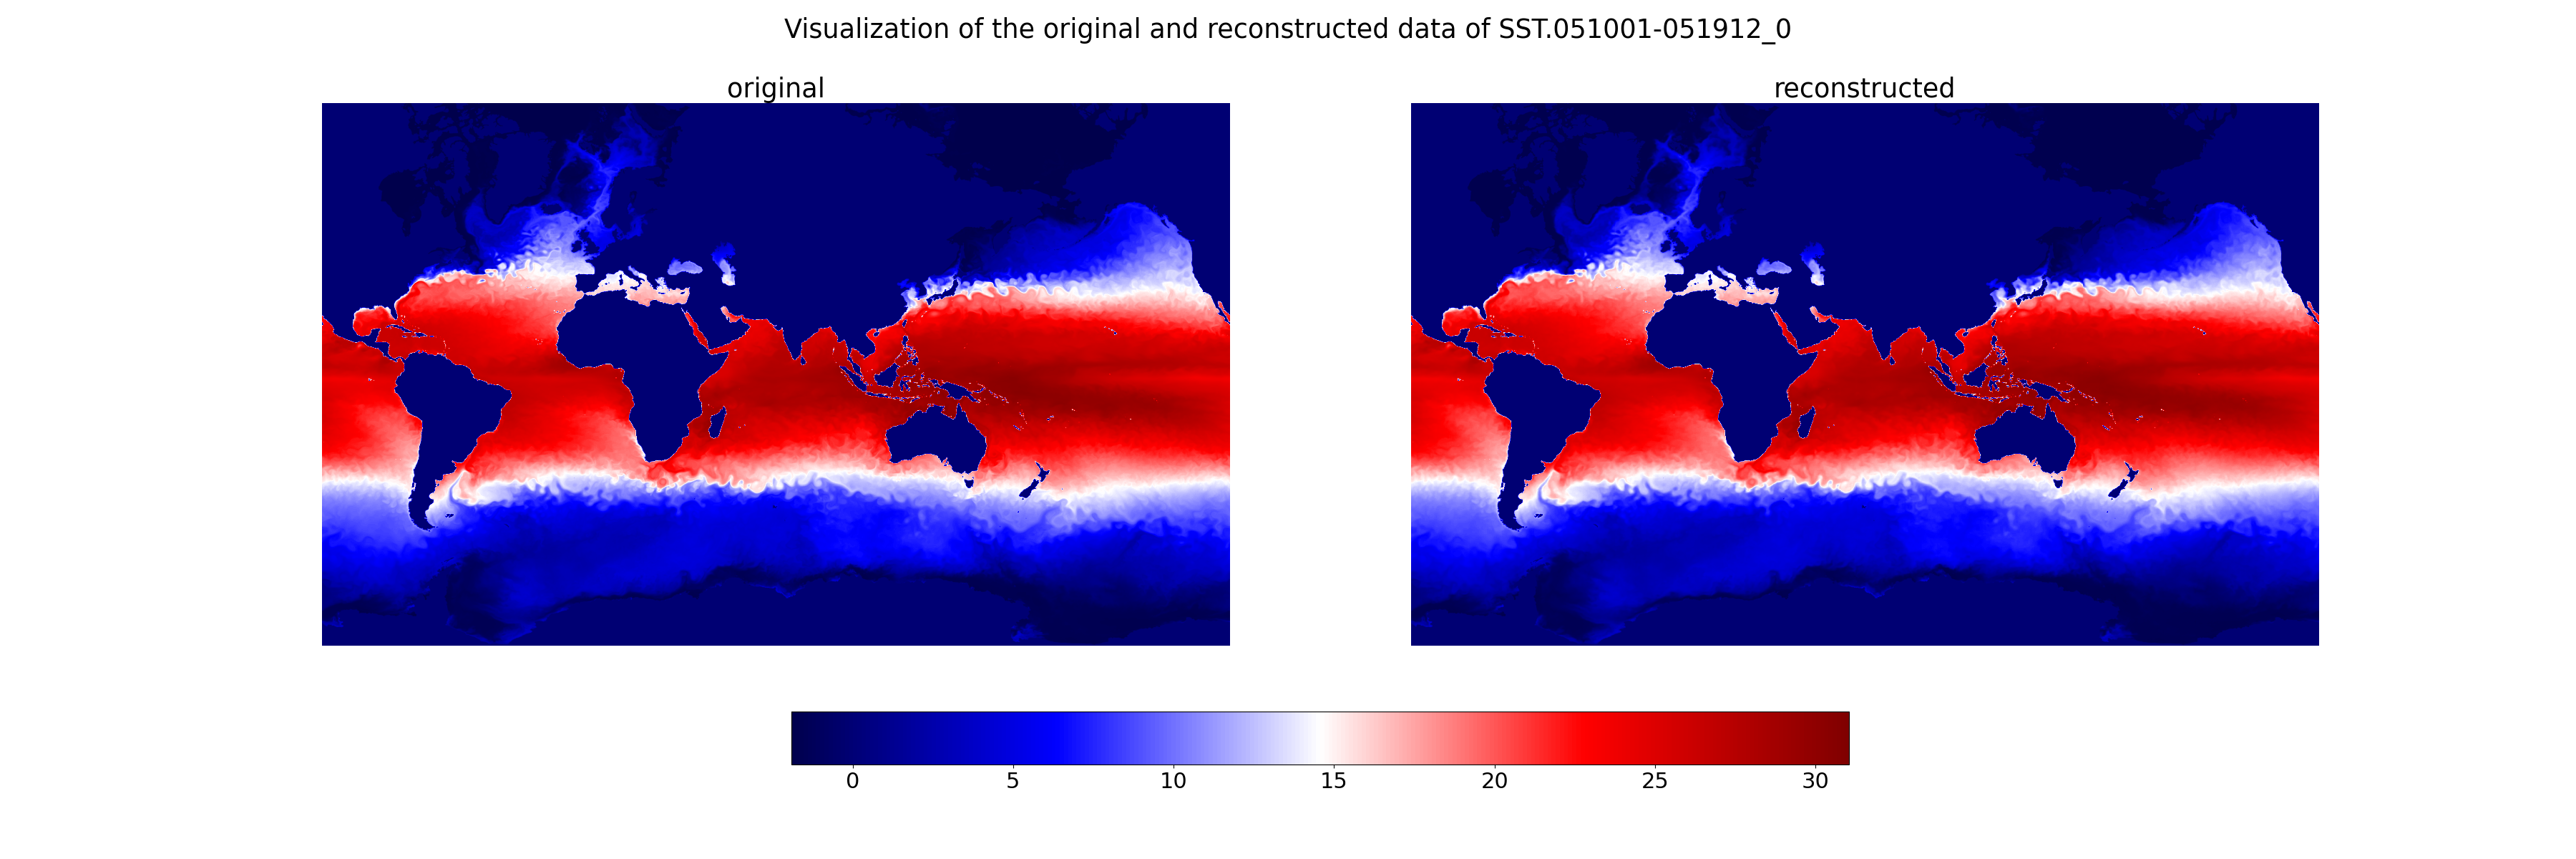 Visualization of the original and reconstructed data of SST.051001-051912_0
original
reconstructed
0 5 10 15 20 25 30